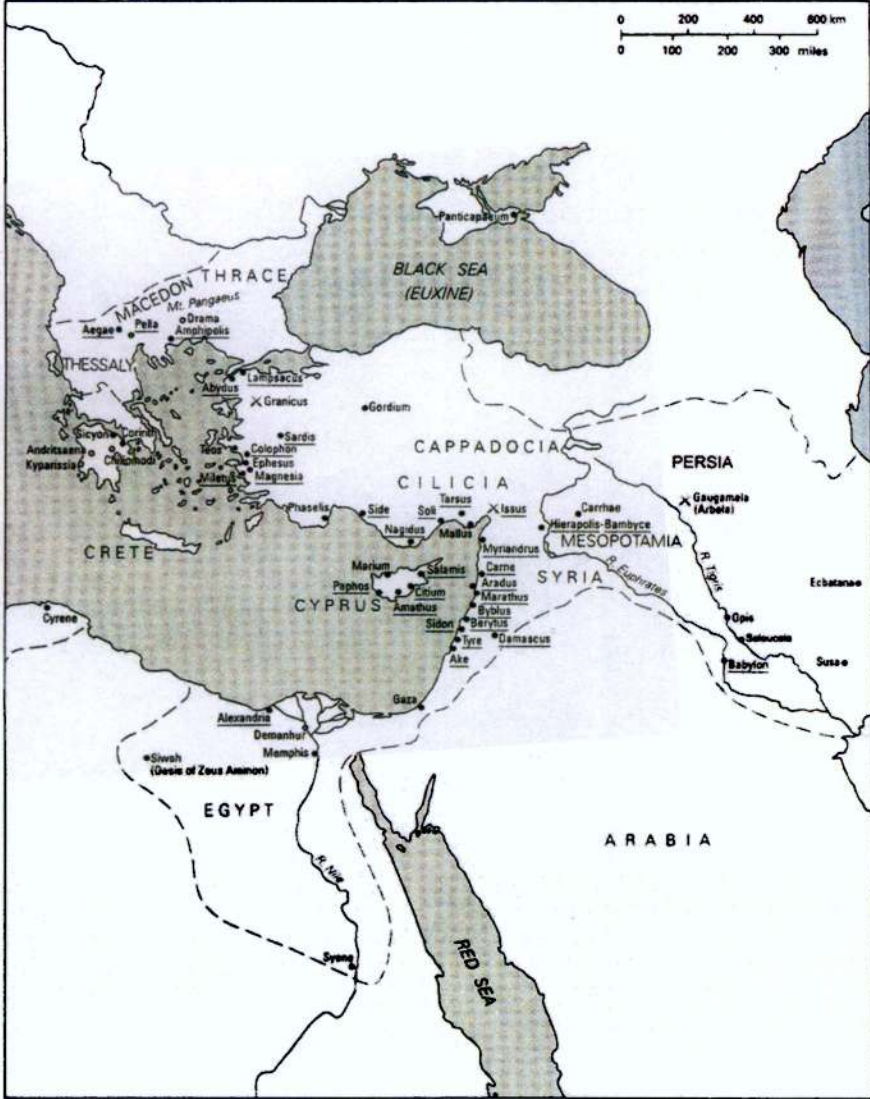 0 200 400 600 km
0 100 200 300 miles
Panticapaeum
BLACK SEA
(EUXINE)
THRACE
MACEDON
Mt. Pangaeus
Drama
Aegae
Pella
Amphipolis
THESSALY
Lampsacus
Abydus
Granicus
Gordium
Sicyon
Corinth
Andritsaena
Kyparissia
Chiliomodi
Sardis
Teos
Colophon
Ephesus
Miletus
Magnesia
CAPPADOCIA
CILICIA
PERSIA
Gaugamela
(Arbela)
Phaselis
Side
Soli
Tarsus
Issus
Carrhae
Nagidus
Mallus
Hierapolis-Bambyce
MESOPOTAMIA
CRETE
Myriandrus
Marium
Salamis
Carne
SYRIA
R. Euphrates
R. Tigris
Ecbatana
Paphos
Citium
Aradus
CYPRUS
Amathus
Marathus
Byblus
Cyrene
Sidon
Berytus
Opis
Tyre
Damascus
Seleucia
Ake
Babylon
Susa
Gaza
Alexandria
Demanhur
Memphis
Siwah
(Oasis of Zeus Ammon)
EGYPT
ARABIA
R. Nile
Syene
RED SEA